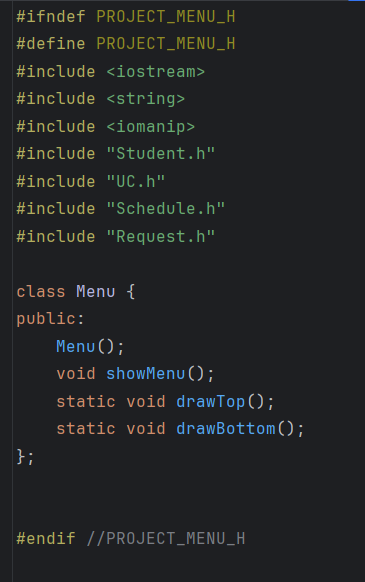 #ifndef PROJECT_MENU_H
#define PROJECT_MENU_H
#include <iostream>
#include <string>
#include <iomanip>
#include "Student.h"
#include "UC.h"
#include "Schedule.h"
#include "Request.h"
class Menu {
public:
    Menu();
    void showMenu();
    static void drawTop();
    static void drawBottom();
};
#endif //PROJECT_MENU_H